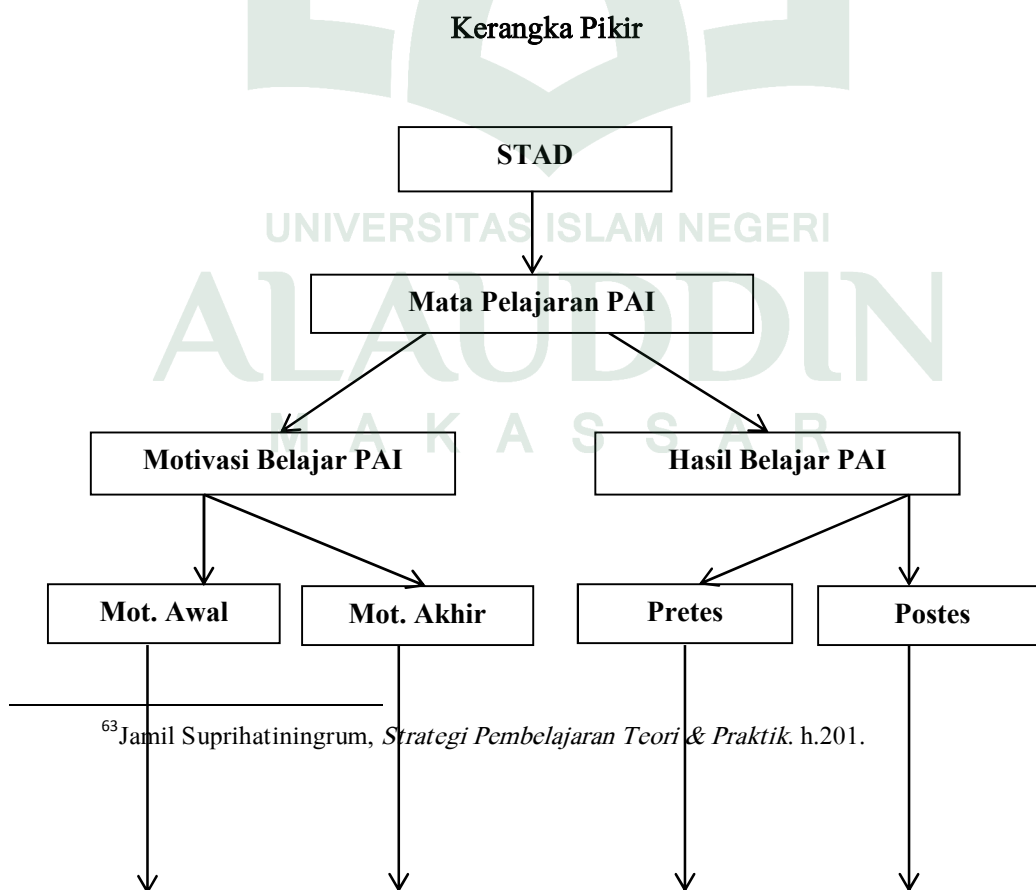 Kerangka Pikir
STAD
UNIVERSITAS ISLAM NEGERI
Mata Pelajaran PAI
ALAUDDIN
MAKASSAR
Motivasi Belajar PAI
Hasil Belajar PAI
Mot. Awal
Mot. Akhir
Pretes
Postes
63Jamil Suprihatiningrum, Strategi Pembelajaran Teori & Praktik. h.201.